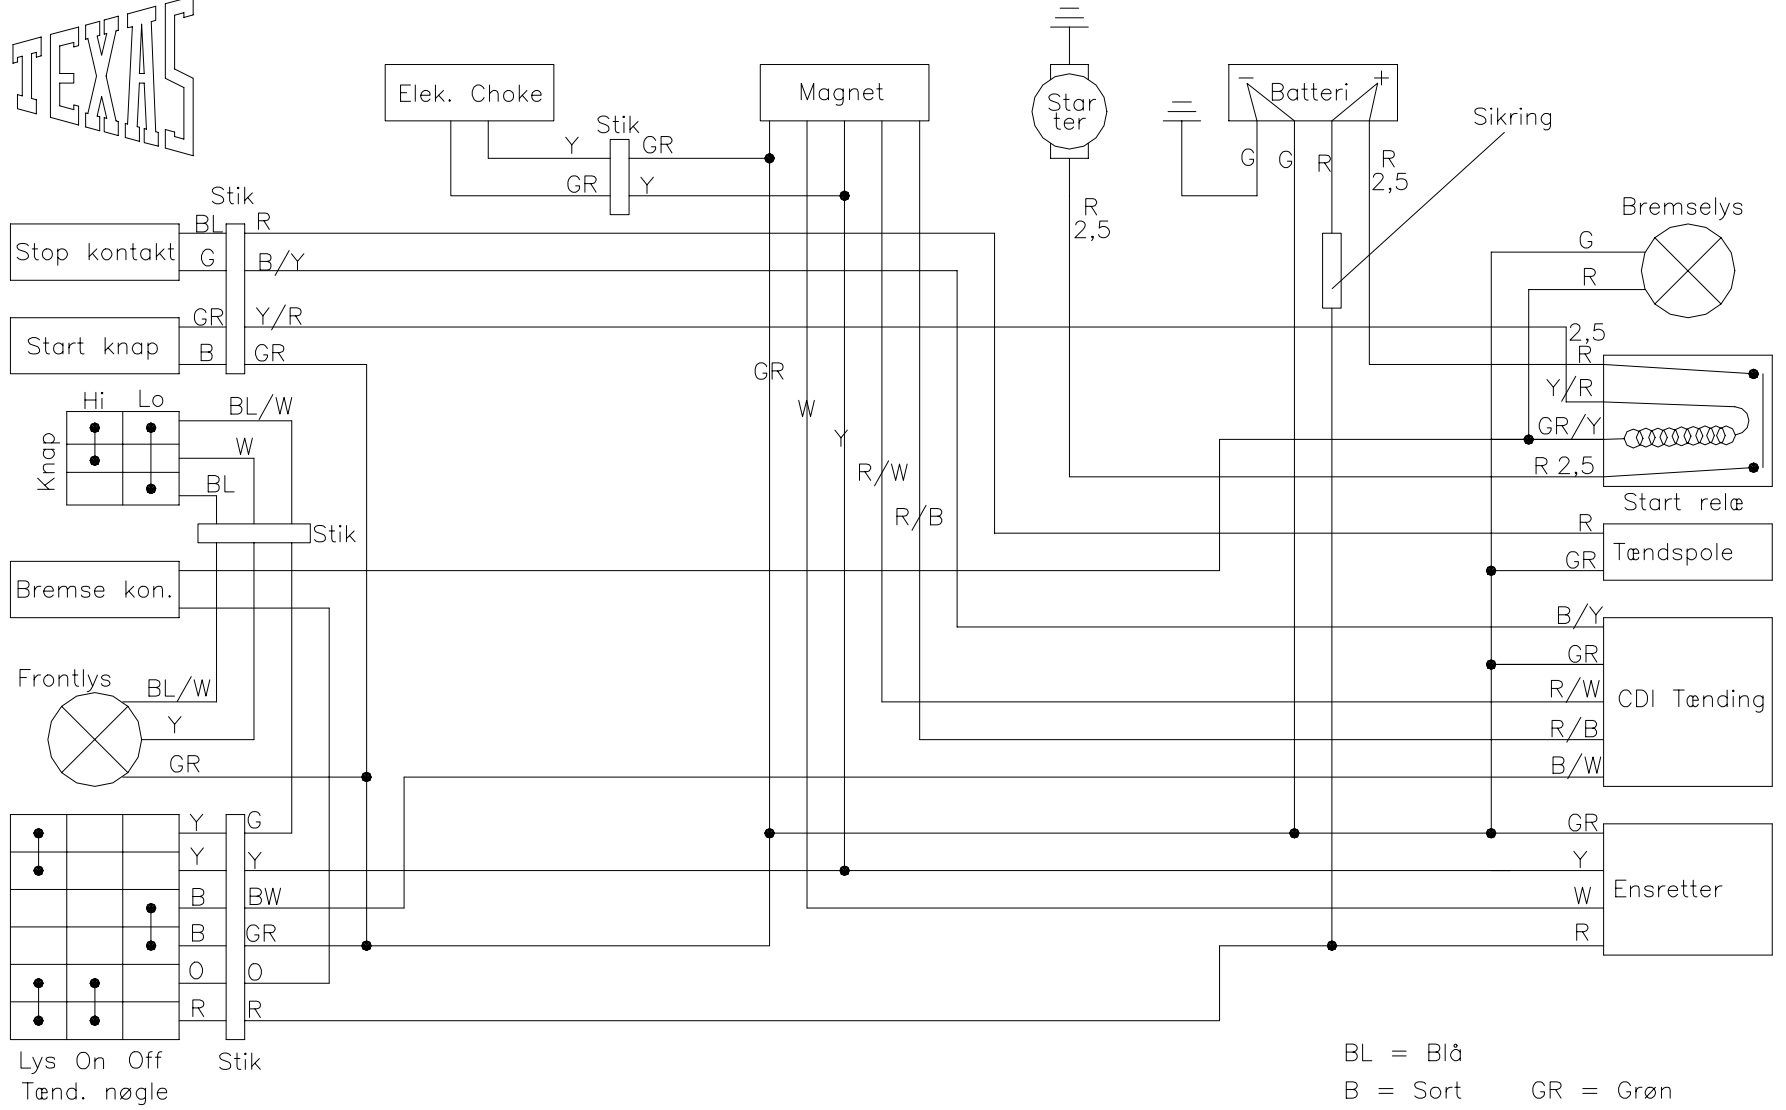 TEXAS
Elek. Choke
Magnet
Star
ter
Batteri
− +
Sikring
Stik
Y GR
GR Y
G G R R
2,5
R
2,5
Bremselys
G
R
Stik
BL R
Stop kontakt
G B/Y
GR Y/R
Start knap
B GR
2,5
R
Y/R
GR/Y
R 2,5
Start relæ
GR
W
Y
R/W
R/B
Hi Lo
Knap
BL/W
W
BL
Stik
R
Tændspole
GR
Bremse kon.
B/Y
GR
R/W
CDI Tænding
R/B
B/W
Frontlys
BL/W
Y
GR
Y G
Y Y
B BW
B GR
O O
R R
GR
Y
Ensretter
W
R
Lys On Off
Stik
Tænd. nøgle
BL = Blå
B = Sort GR = Grøn